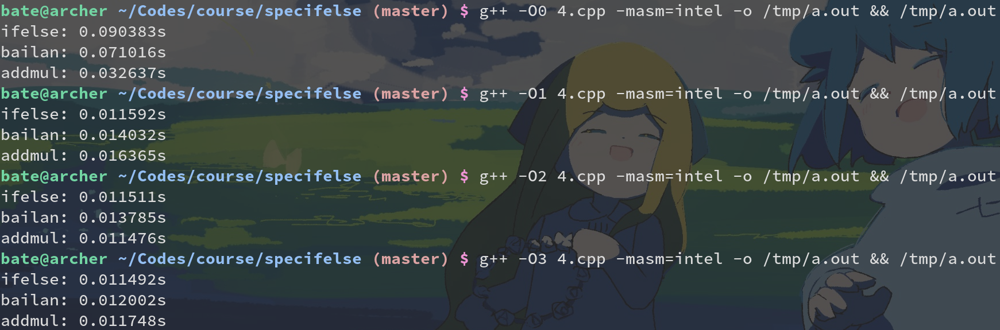 bate@archer ~/Codes/course/specifelse (master) $ g++ -O0 4.cpp -masm=intel -o /tmp/a.out && /tmp/a.out
ifelse: 0.090383s
bailan: 0.071016s
addmul: 0.032637s
bate@archer ~/Codes/course/specifelse (master) $ g++ -O1 4.cpp -masm=intel -o /tmp/a.out && /tmp/a.out
ifelse: 0.011592s
bailan: 0.014032s
addmul: 0.016365s
bate@archer ~/Codes/course/specifelse (master) $ g++ -O2 4.cpp -masm=intel -o /tmp/a.out && /tmp/a.out
ifelse: 0.011511s
bailan: 0.013785s
addmul: 0.011476s
bate@archer ~/Codes/course/specifelse (master) $ g++ -O3 4.cpp -masm=intel -o /tmp/a.out && /tmp/a.out
ifelse: 0.011492s
bailan: 0.012002s
addmul: 0.011748s